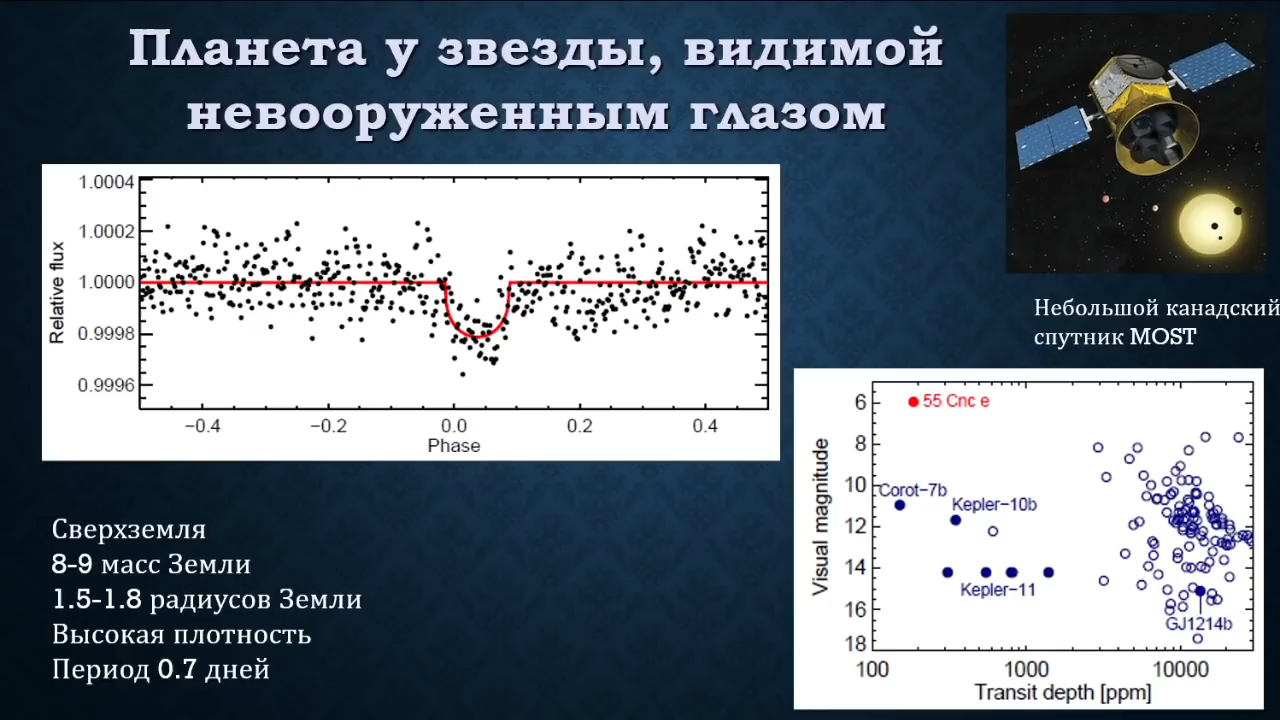 Планета у звезды, видимой
невооруженным глазом
1.0004
1.0002
1.0000
0.9998
0.9996
Relative flux
−0.4
−0.2
0.0
0.2
0.4
Phase
Небольшой канадский
спутник MOST
Сверхземля
8-9 масс Земли
1.5-1.8 радиусов Земли
Высокая плотность
Период 0.7 дней
6
8
10
12
14
16
18
Visual magnitude
55 Cnc e
Corot−7b
Kepler−10b
Kepler−11
GJ1214b
100
1000
10000
Transit depth [ppm]